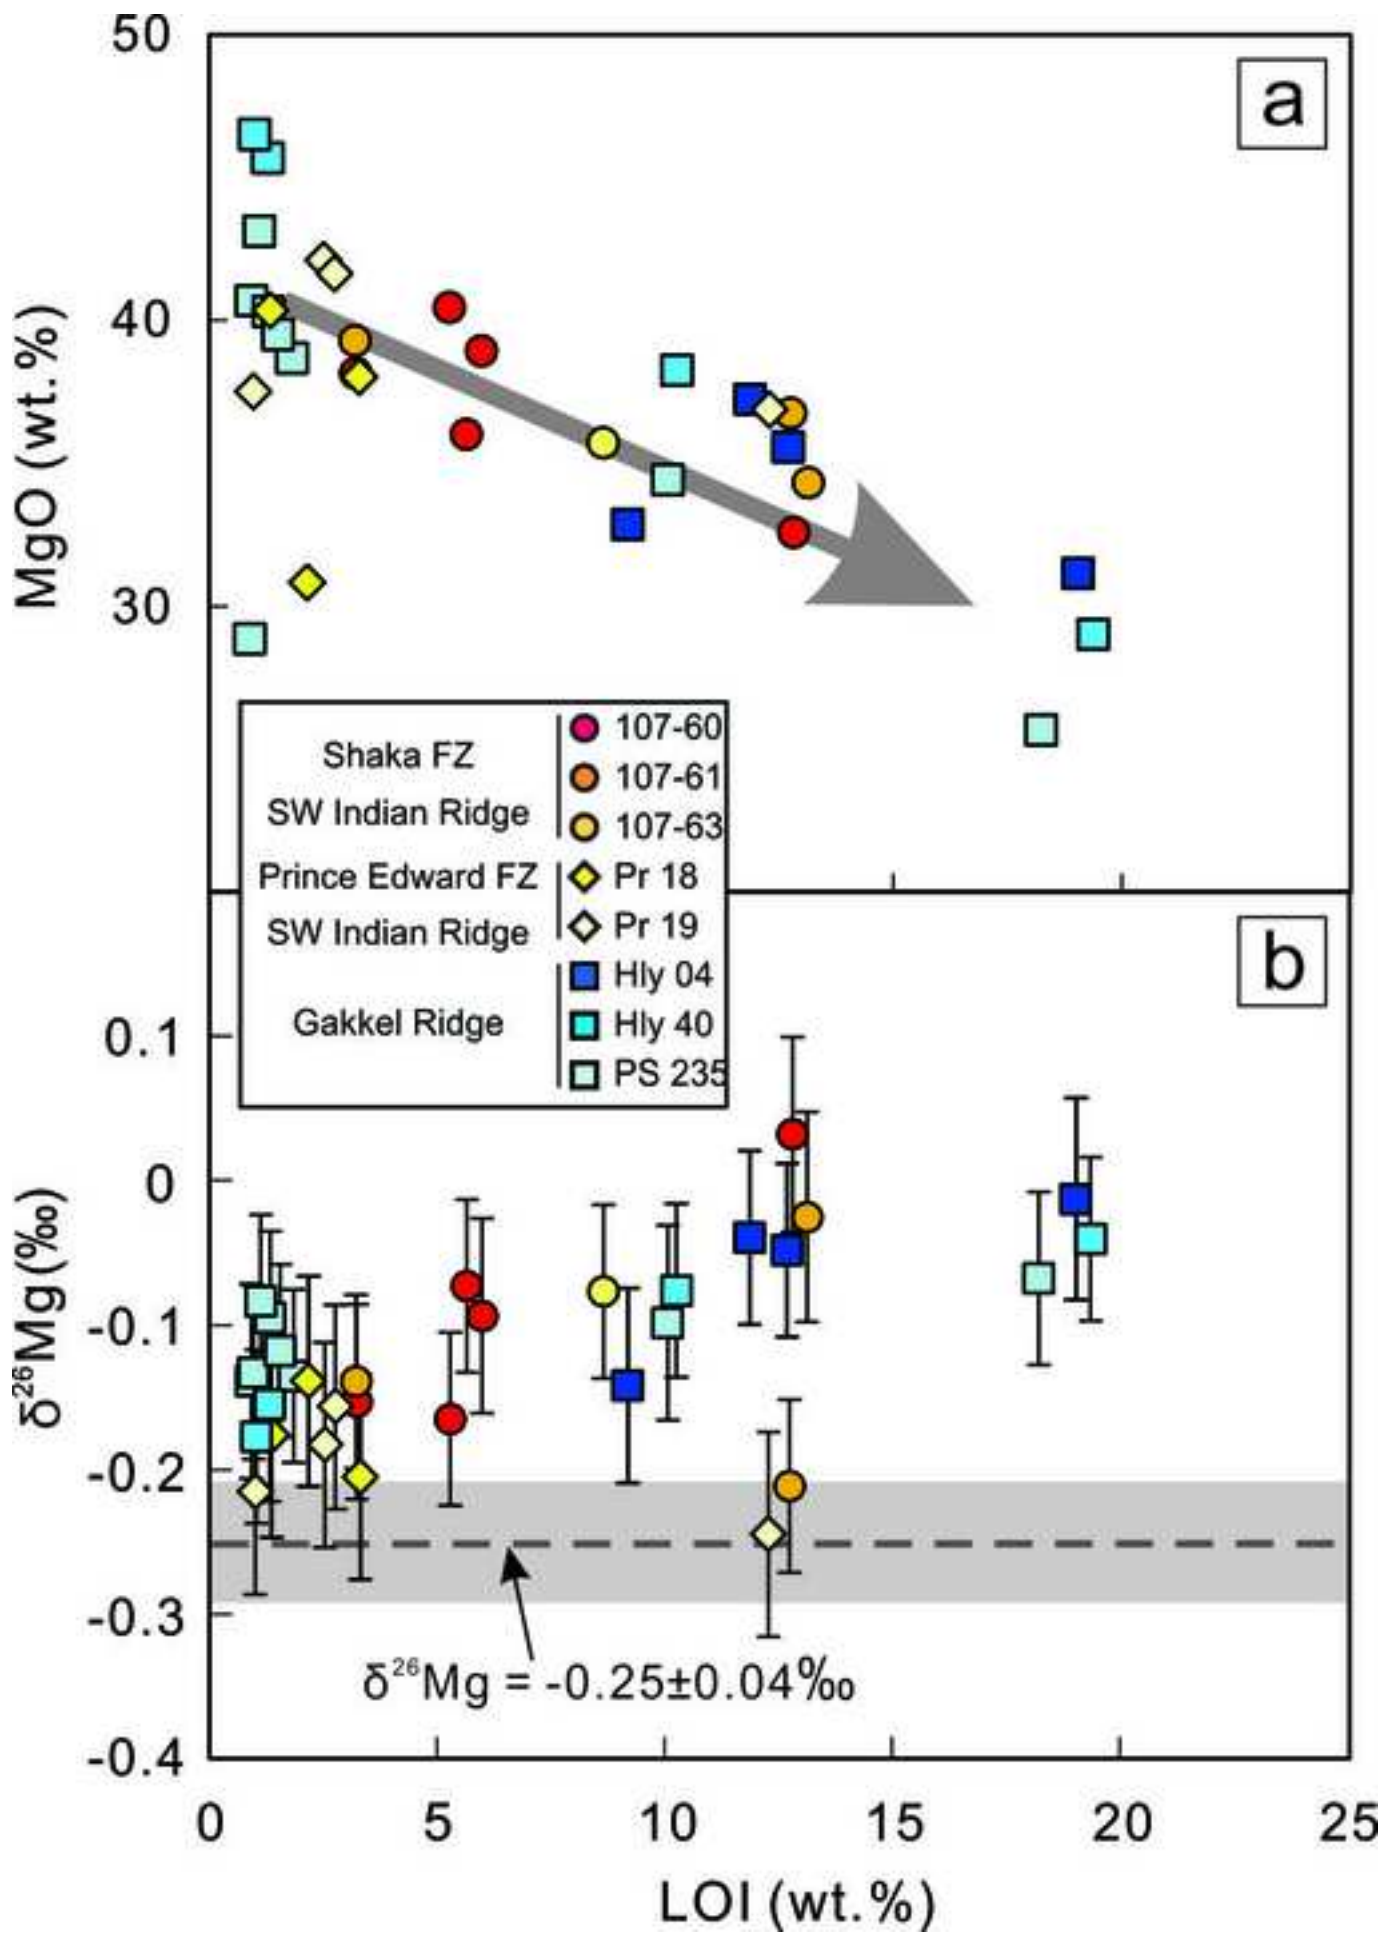 50
a
40
MgO (wt.%)
30
Shaka FZ
SW Indian Ridge
107-60
107-61
107-63
Prince Edward FZ
SW Indian Ridge
Pr 18
Pr 19
Gakkel Ridge
Hly 04
Hly 40
PS 235
b
0.1
0
-0.1
-0.2
-0.3
-0.4
δ²⁶Mg(‰)
δ²⁶Mg = -0.25±0.04‰
0 5 10 15 20 25
LOI (wt.%)